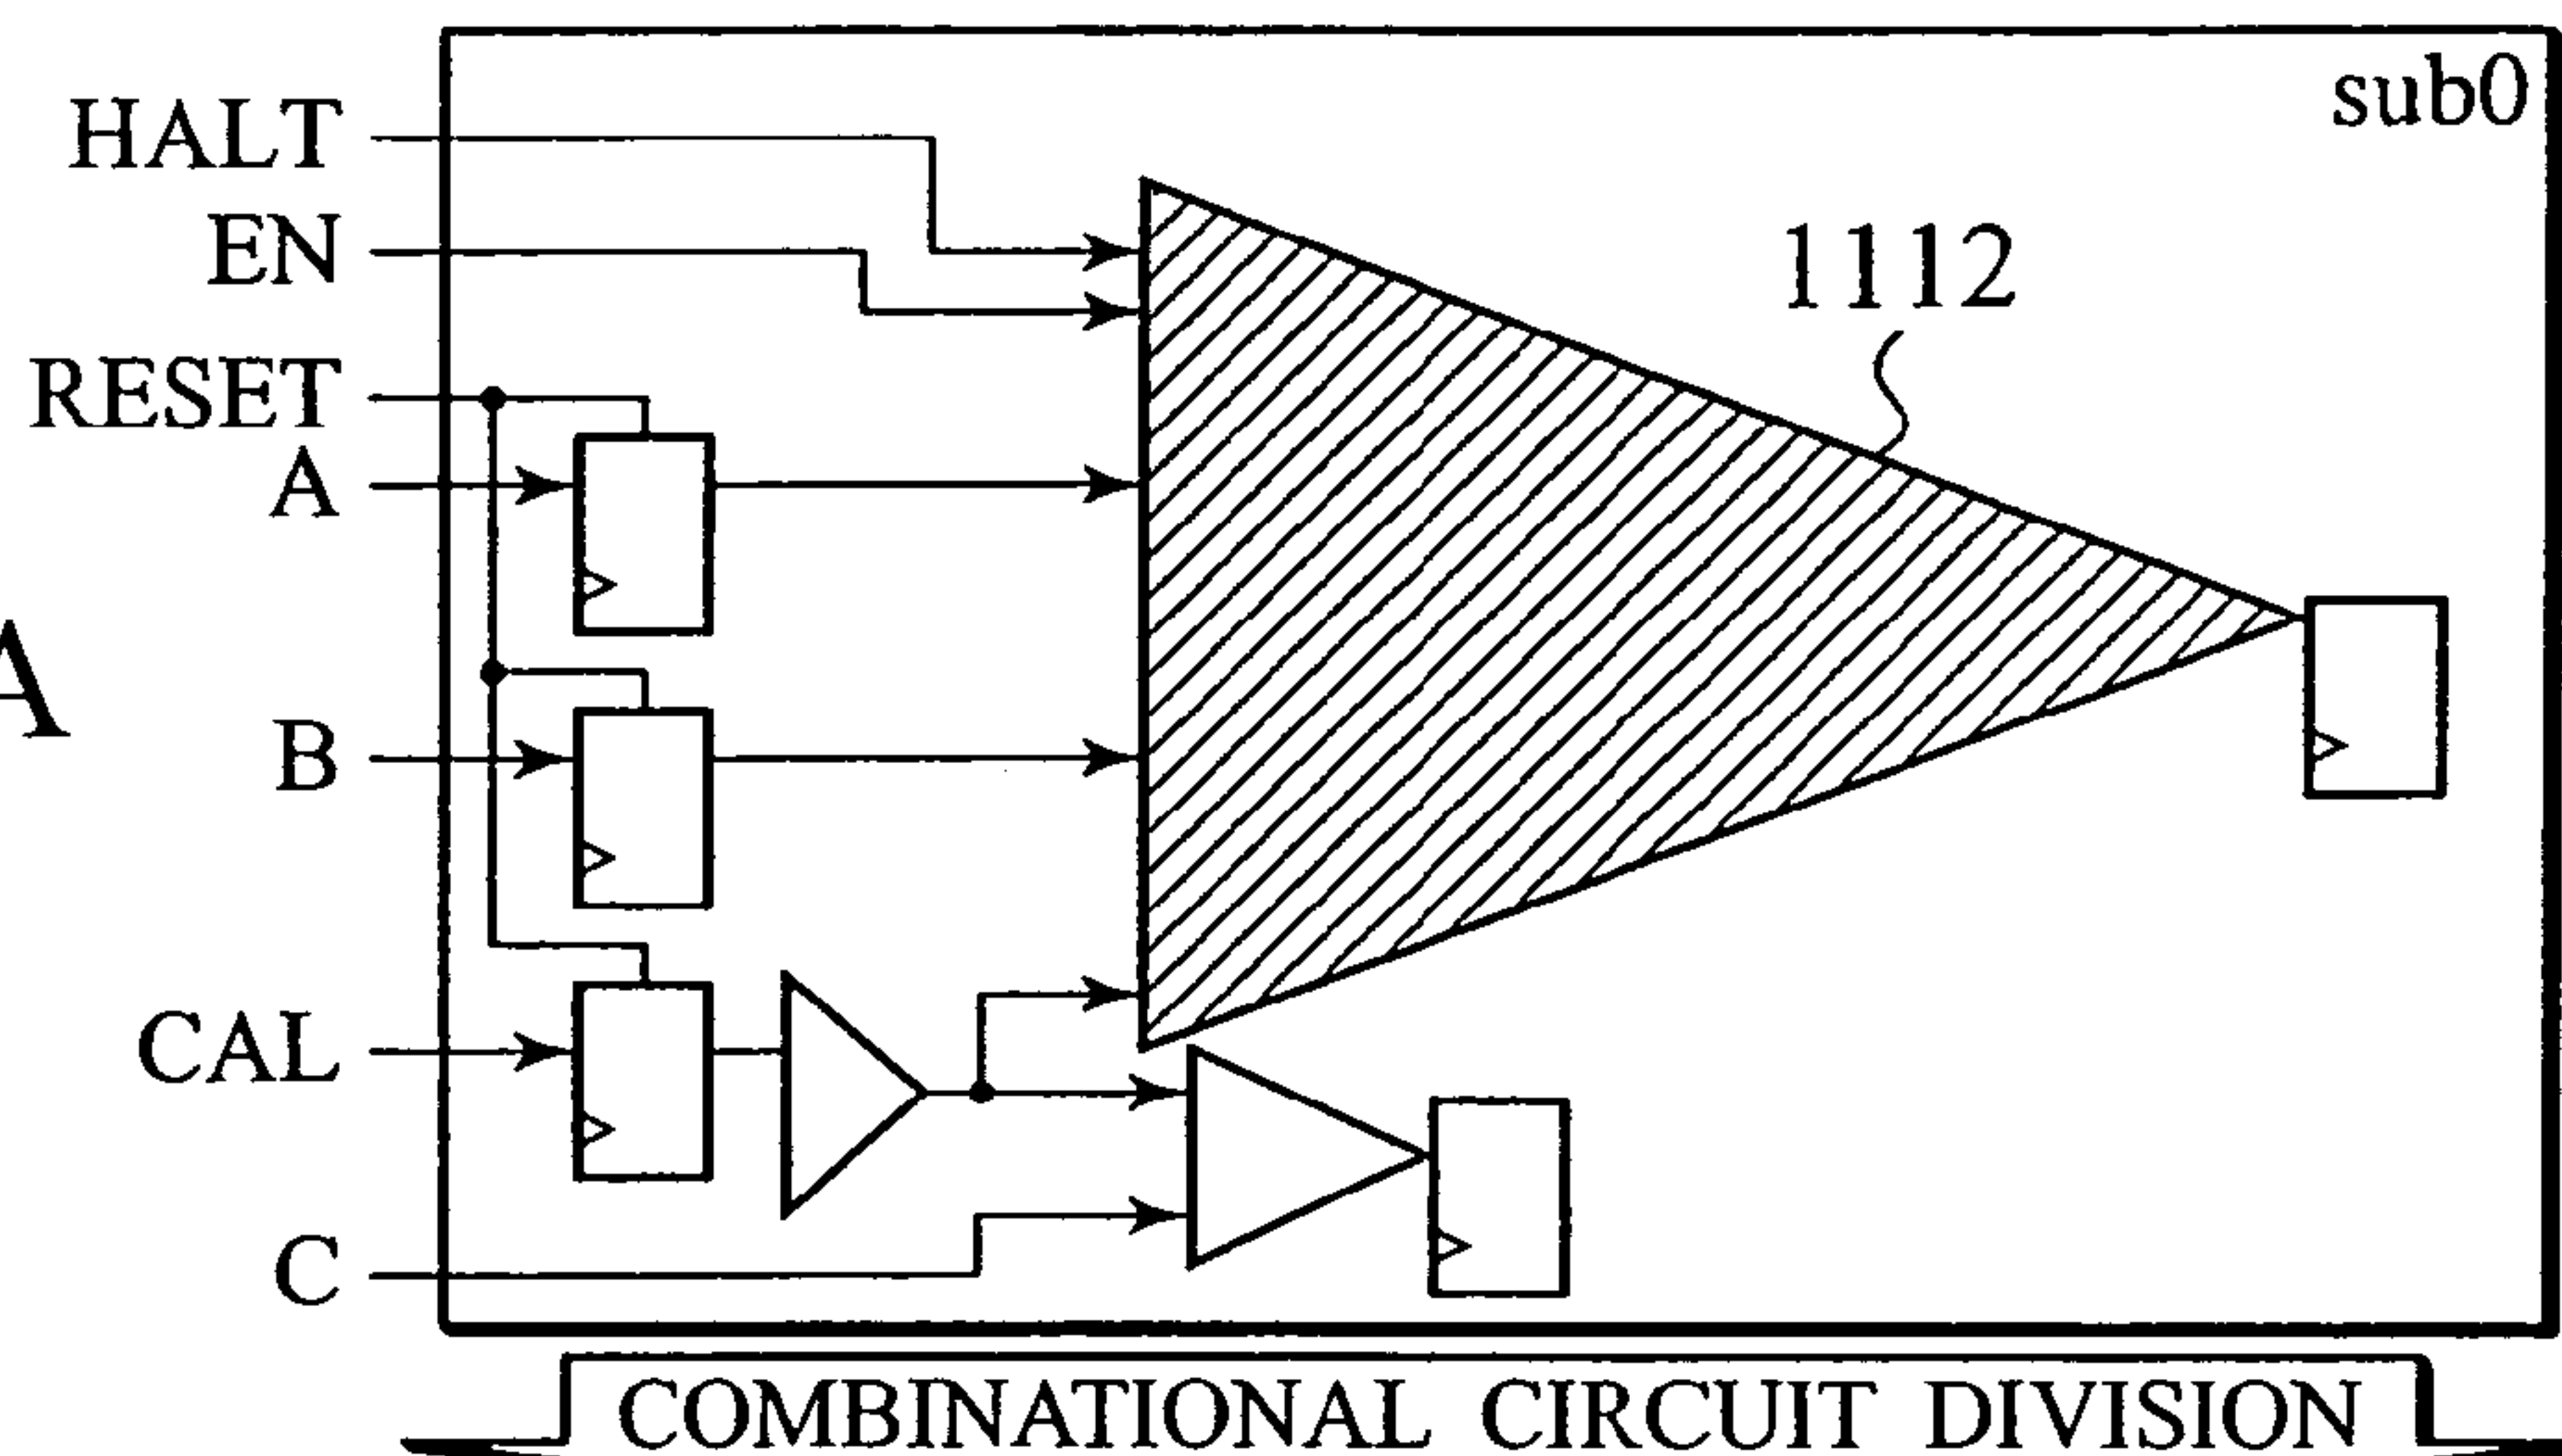 sub0
HALT
EN
1112
RESET
A
A
B
CAL
C
COMBINATIONAL CIRCUIT DIVISION